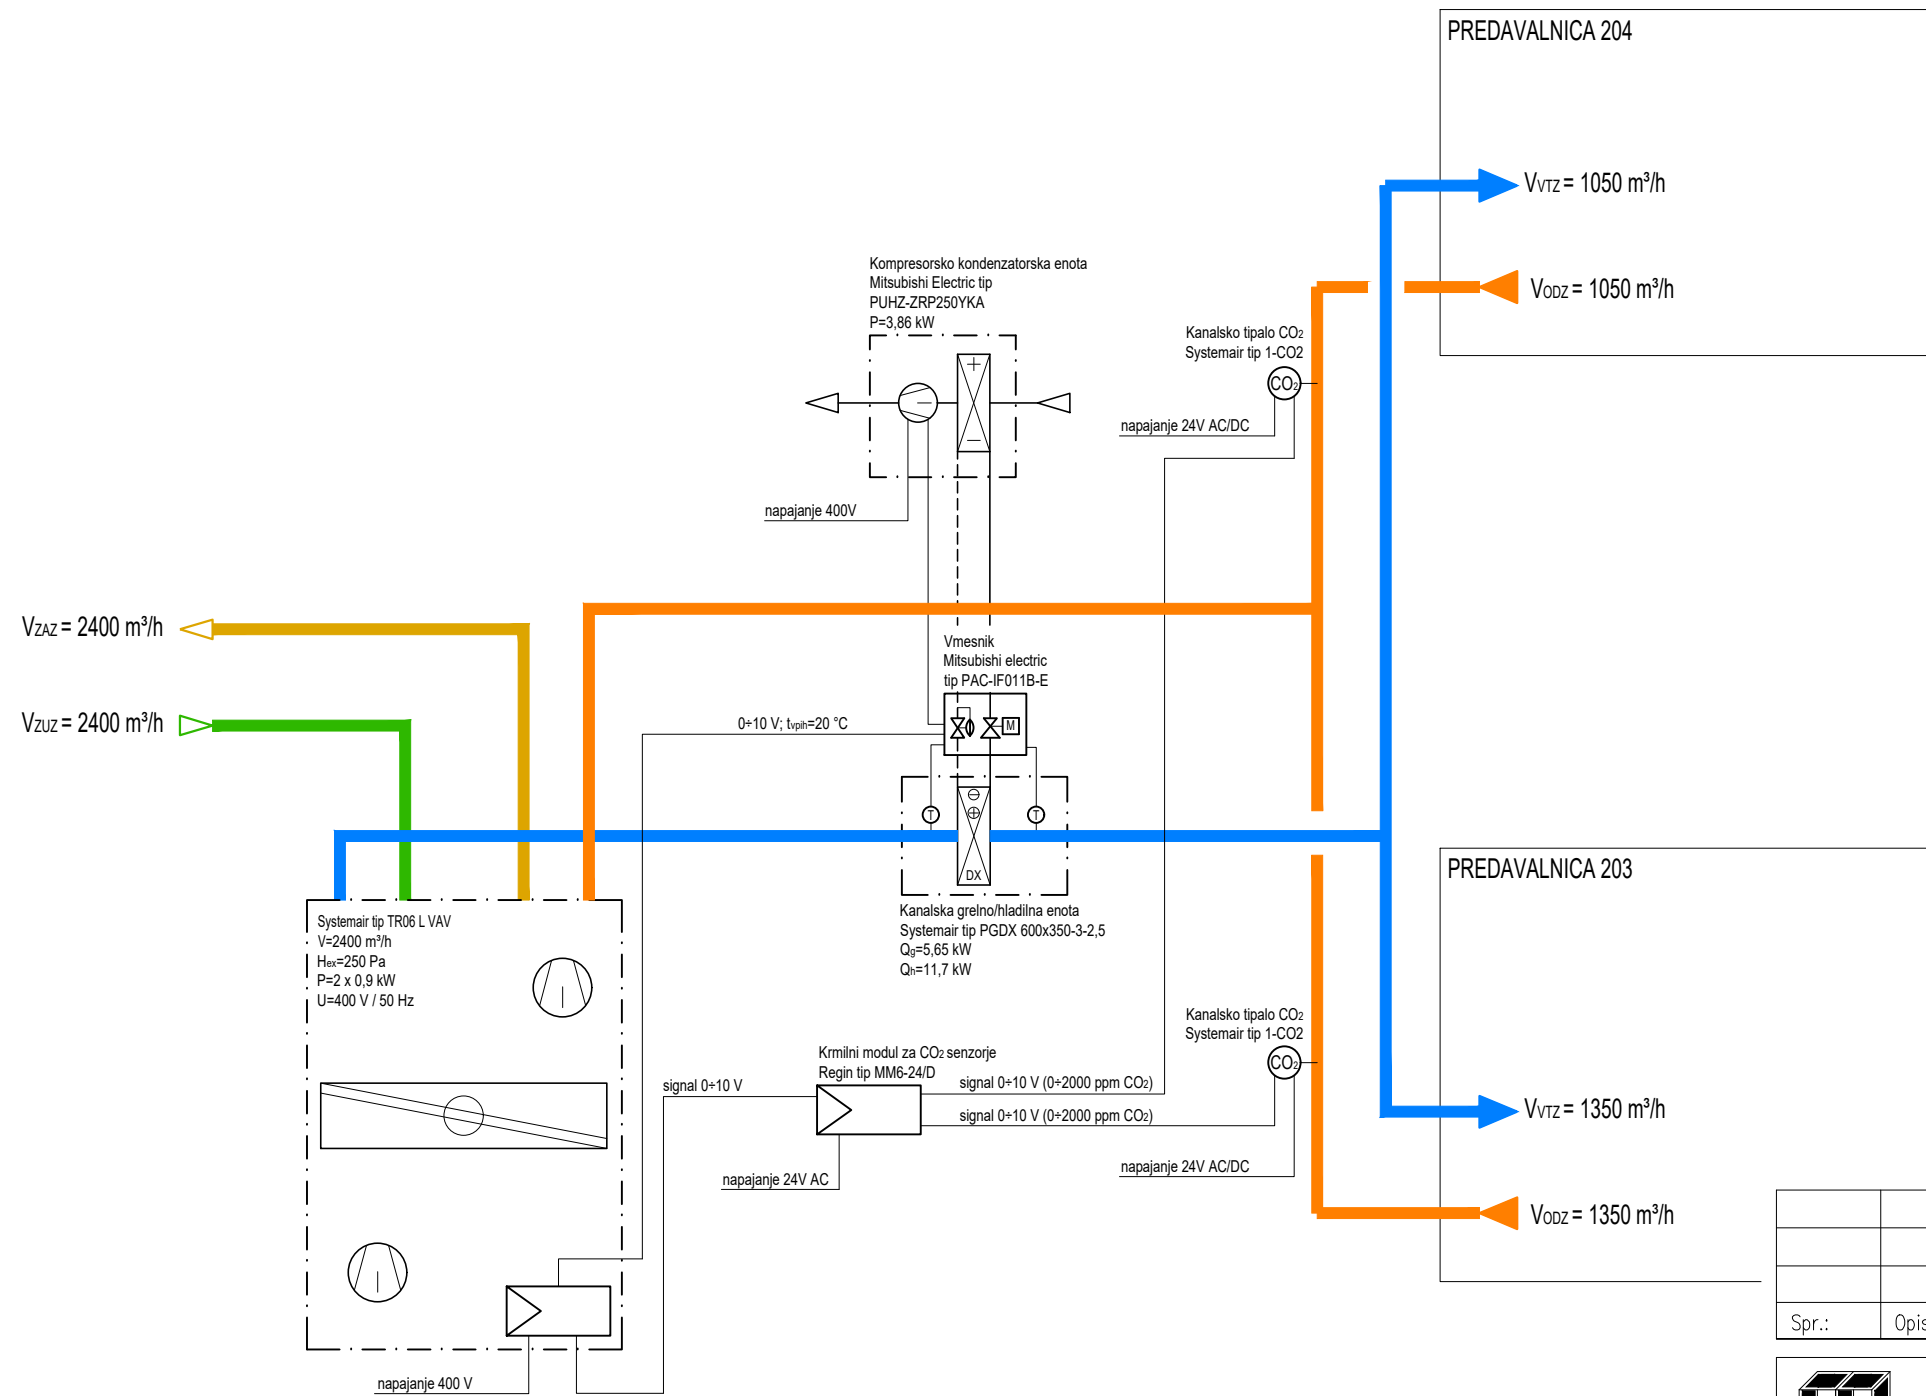 PREDAVALNICA 204
VVTZ = 1050 m³/h
VODZ = 1050 m³/h
Kompresorsko kondenzatorska enota
Mitsubishi Electric tip
PUHZ-ZRP250YKA
P=3,86 kW
+
−
napajanje 400V
Kanalsko tipalo CO2
Systemair tip 1-CO2
CO2
napajanje 24V AC/DC
VZAZ = 2400 m³/h
VZUZ = 2400 m³/h
Vmesnik
Mitsubishi electric
tip PAC-IF011B-E
M
0÷10 V; tvpih=20 °C
T
T
DX
Kanalska grelno/hladilna enota
Systemair tip PGDX 600x350-3-2,5
Qg=5,65 kW
Qh=11,7 kW
PREDAVALNICA 203
VVTZ = 1350 m³/h
VODZ = 1350 m³/h
Systemair tip TR06 L VAV
V=2400 m³/h
Hex=250 Pa
P=2 x 0,9 kW
U=400 V / 50 Hz
Kanalsko tipalo CO2
Systemair tip 1-CO2
CO2
Krmilni modul za CO2 senzorje
Regin tip MM6-24/D
signal 0÷10 V
signal 0÷10 V (0÷2000 ppm CO2)
signal 0÷10 V (0÷2000 ppm CO2)
napajanje 24V AC
napajanje 24V AC/DC
napajanje 400 V
Spr.:
Opis